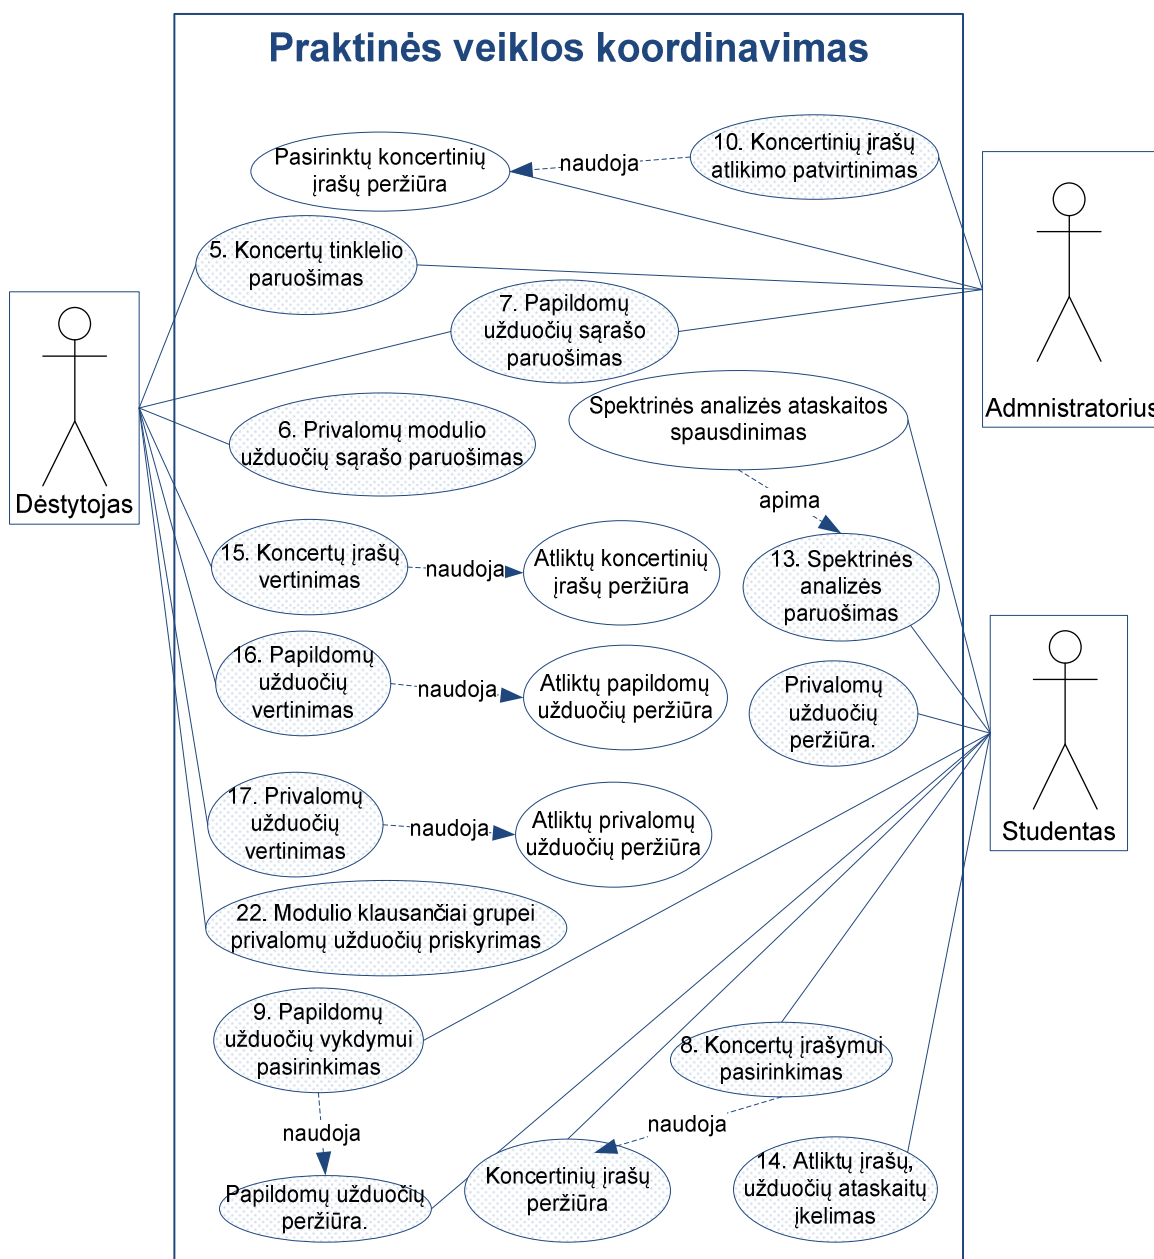 Praktinės veiklos koordinavimas
10. Koncertinių įrašų
atlikimo patvirtinimas
naudoja
Pasirinktų koncertinių
įrašų peržiūra
5. Koncertų tinklelio
paruošimas
7. Papildomų
užduočių sąrašo
paruošimas
Admnistratorius
Dėstytojas
Spektrinės analizės ataskaitos
spausdinimas
6. Privalomų modulio
užduočių sąrašo paruošimas
apima
15. Koncertų įrašų
vertinimas
naudoja
Atliktų koncertinių
įrašų peržiūra
13. Spektrinės
analizės
paruošimas
16. Papildomų
užduočių
vertinimas
naudoja
Atliktų papildomų
užduočių peržiūra
Privalomų
užduočių
peržiūra.
Studentas
17. Privalomų
užduočių
vertinimas
naudoja
Atliktų privalomų
užduočių peržiūra
22. Modulio klausančiai grupei
privalomų užduočių priskyrimas
9. Papildomų
užduočių vykdymui
pasirinkimas
8. Koncertų įrašymui
pasirinkimas
naudoja
naudoja
Papildomų užduočių
peržiūra.
Koncertinių įrašų
peržiūra
14. Atliktų įrašų,
užduočių ataskaitų
įkelimas